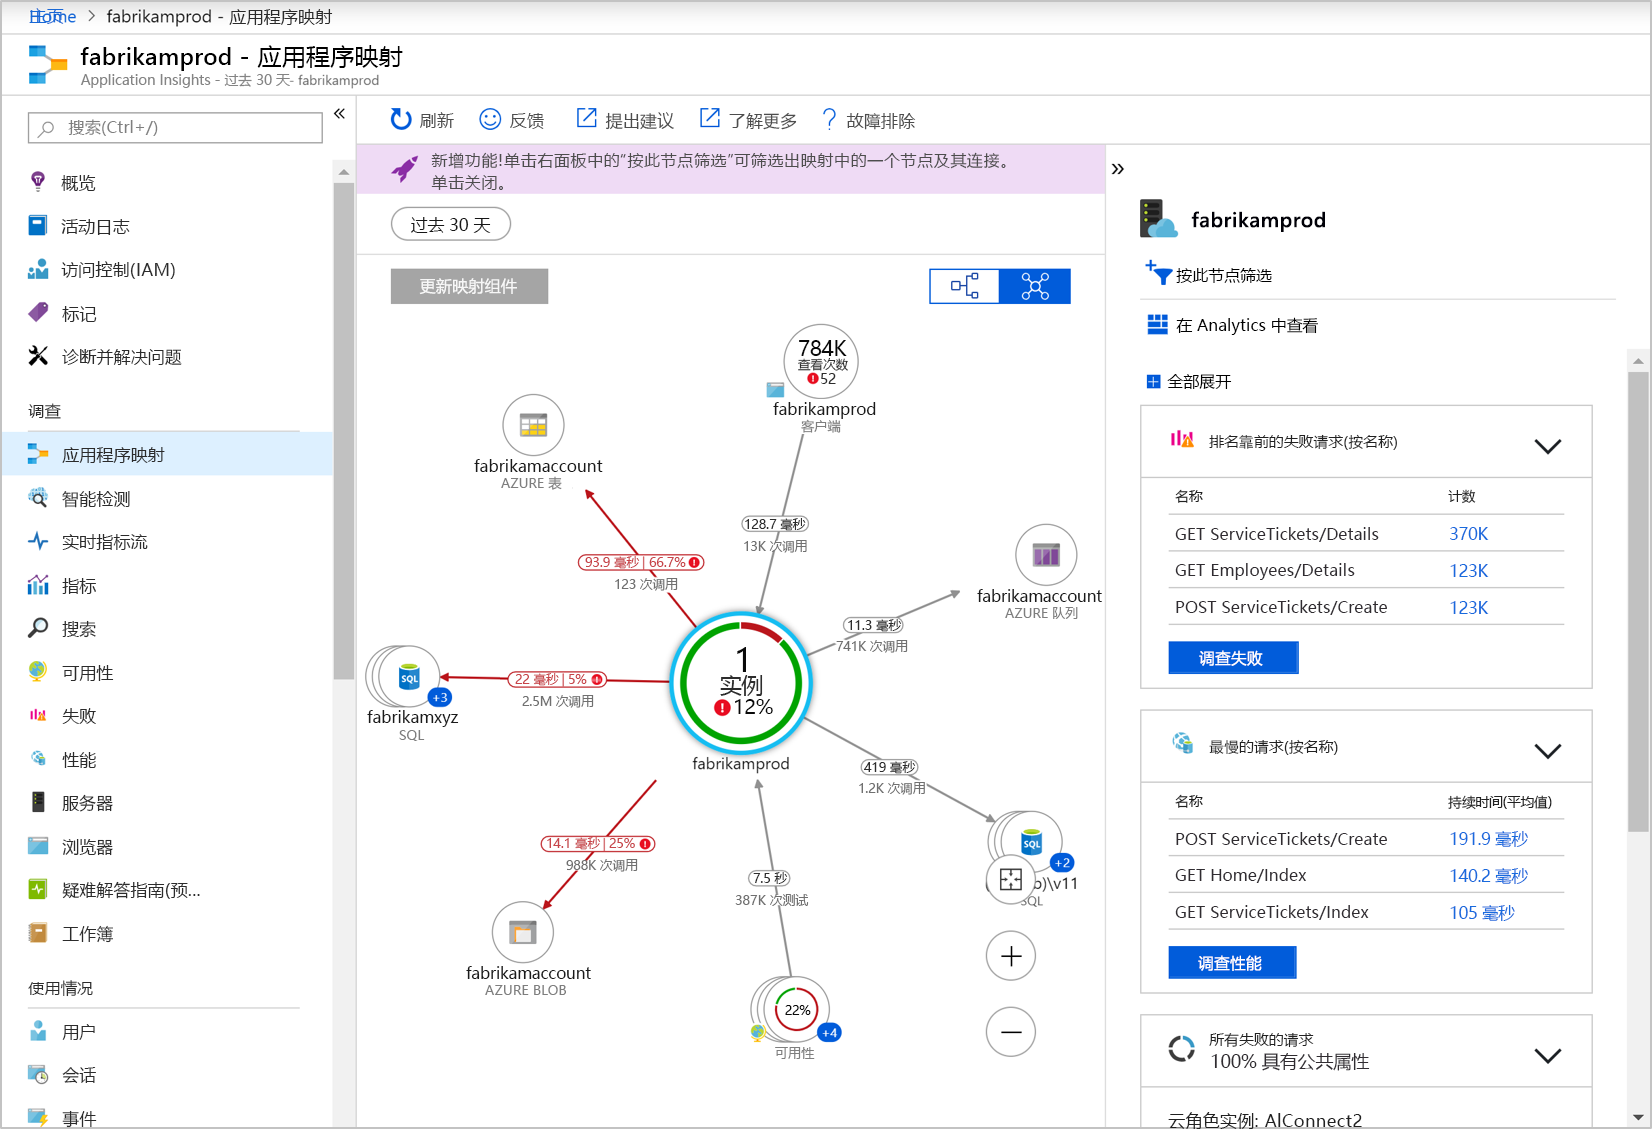 Home > fabrikamprod - 应用程序映射
fabrikamprod - 应用程序映射
Application Insights - 过去 30 天- fabrikamprod
搜索(Ctrl+/)
«
概览
活动日志
访问控制(IAM)
标记
诊断并解决问题
调查
应用程序映射
智能检测
实时指标流
指标
搜索
可用性
失败
性能
服务器
浏览器
疑难解答指南(预...
工作簿
使用情况
用户
会话
事件
刷新
反馈
提出建议
了解更多
? 故障排除
新增功能!单击右面板中的"按此节点筛选"可筛选出映射中的一个节点及其连接。
单击关闭。
过去 30 天
更新映射组件
784K
查看次数
52
fabrikamprod
客户端
fabrikamaccount
AZURE 表
128.7 毫秒
13K 次调用
93.9 毫秒 | 66.7%
123 次调用
fabrikamaccount
AZURE 队列
11.3 毫秒
741K 次调用
SQL
+3
fabrikamxyz
SQL
22 毫秒 | 5%
2.5M 次调用
1
实例
12%
fabrikamprod
419 毫秒
1.2K 次调用
14.1 毫秒 | 25%
988K 次调用
SQL
+2
b)\v11
SQL
7.5 秒
387K 次测试
fabrikamaccount
AZURE BLOB
22%
+4
可用性
»
fabrikamprod
按此节点筛选
在 Analytics 中查看
全部展开
排名靠前的失败请求(按名称)
名称 计数
GET ServiceTickets/Details 370K
GET Employees/Details 123K
POST ServiceTickets/Create 123K
调查失败
最慢的请求(按名称)
名称 持续时间(平均值)
POST ServiceTickets/Create 191.9 毫秒
GET Home/Index 140.2 毫秒
GET ServiceTickets/Index 105 毫秒
调查性能
所有失败的请求
100% 具有公共属性
云角色实例: AlConnect2